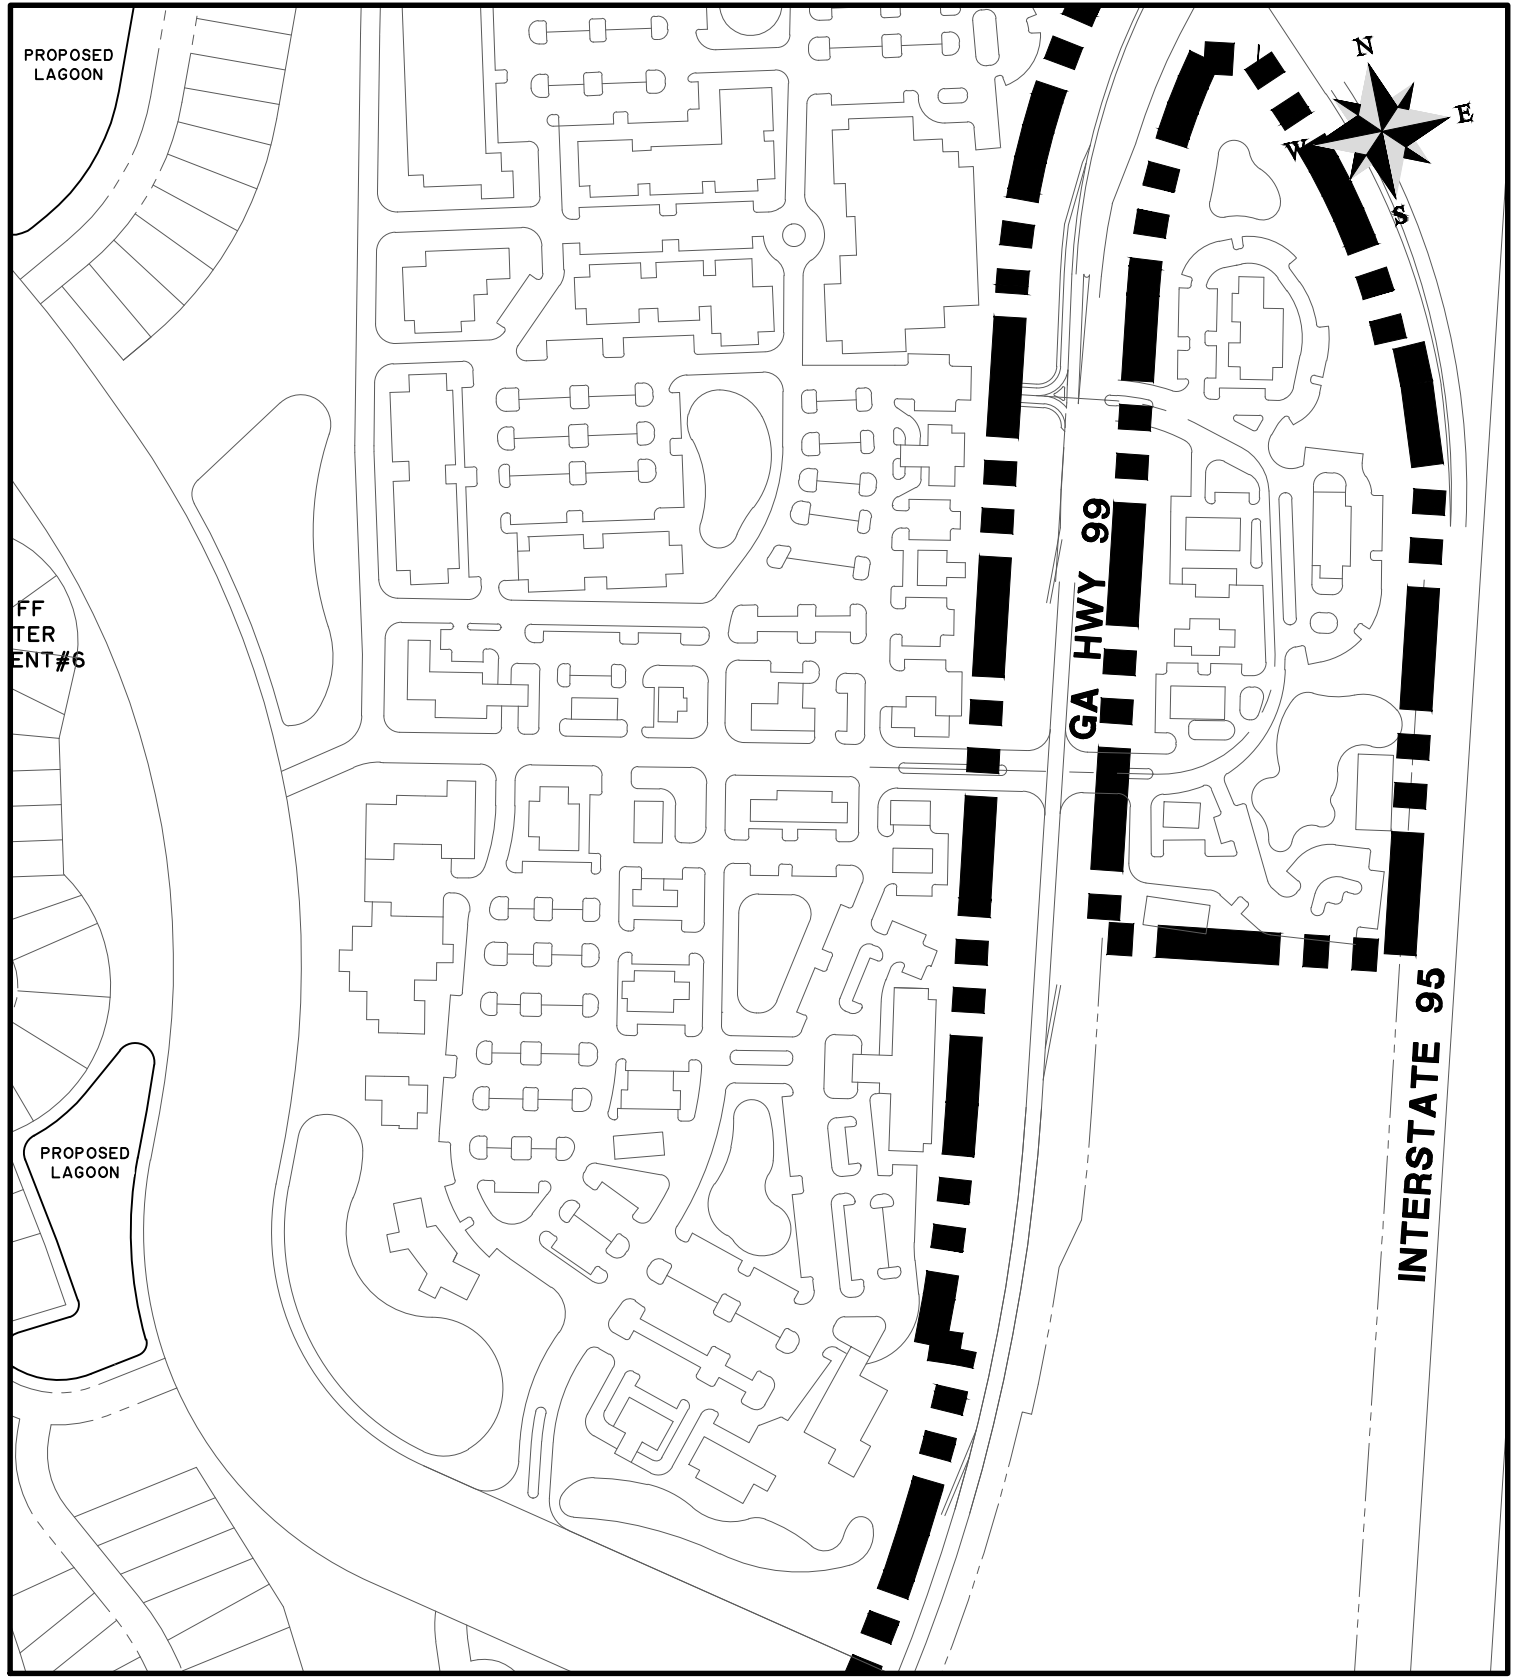 PROPOSED
LAGOON
N
E
W
S
GA HWY 99
FF
TER
ENT#6
INTERSTATE 95
PROPOSED
LAGOON